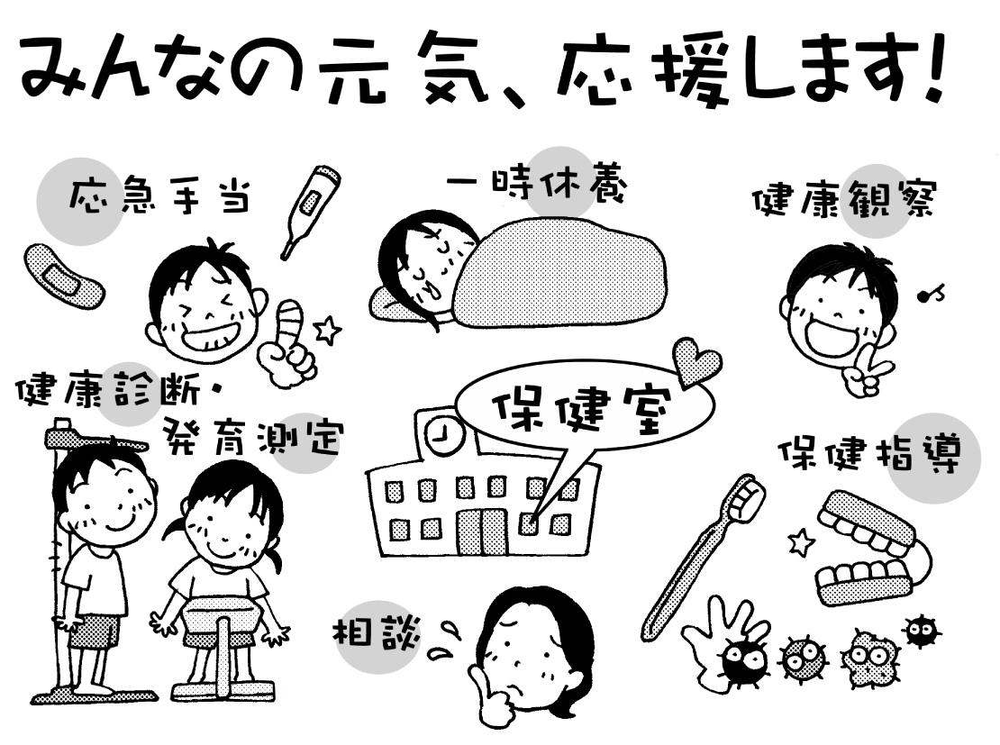 みんなの元気、応援します!
応急手当
一時休養
健康観察
健康診断・
発育測定
保健室
保健指導
相談